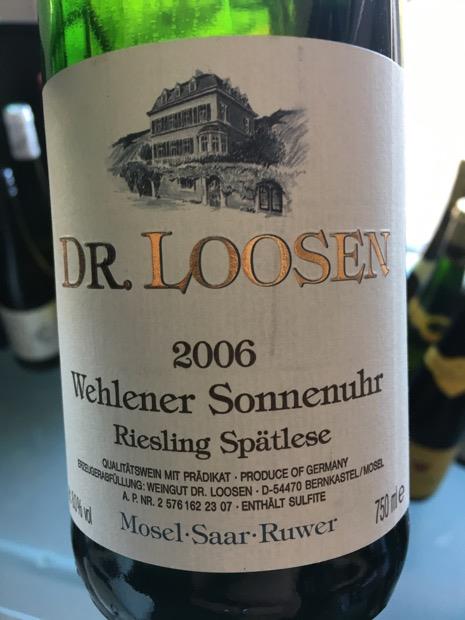 DR. LOOSEN
2006
Wehlener Sonnenuhr
Riesling Spätlese
QUALITÄTSWEIN MIT PRÄDIKAT · PRODUCE OF GERMANY
ERZEUGERABFÜLLUNG: WEINGUT DR. LOOSEN · D-54470 BERNKASTEL/MOSEL
A. P. NR. 2 576 162 23 07 · ENTHÄLT SULFITE
vol 750 ml e
Mosel·Saar·Ruwer